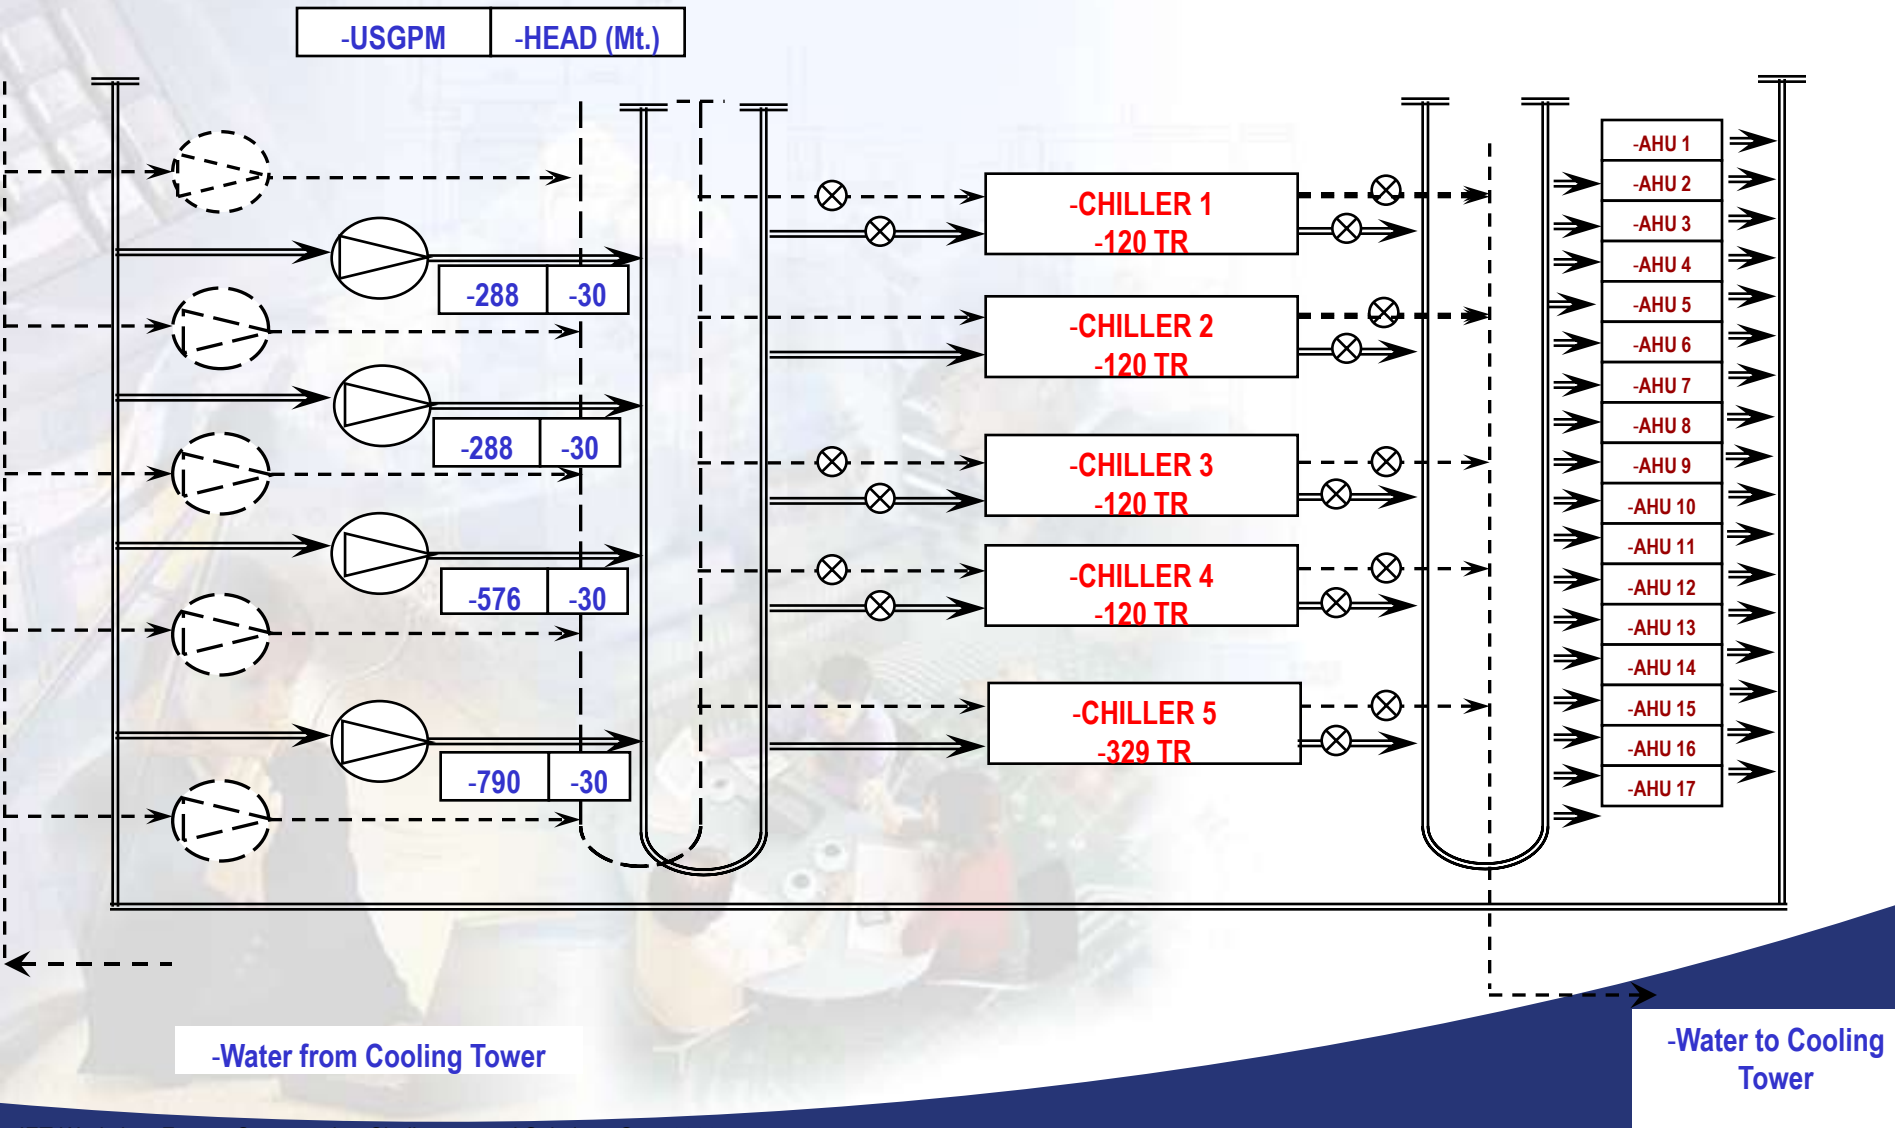 -USGPM -HEAD (Mt.)
-288 -30
-288 -30
-576 -30
-790 -30
-CHILLER 1
-120 TR
-CHILLER 2
-120 TR
-CHILLER 3
-120 TR
-CHILLER 4
-120 TR
-CHILLER 5
-329 TR
-AHU 1
-AHU 2
-AHU 3
-AHU 4
-AHU 5
-AHU 6
-AHU 7
-AHU 8
-AHU 9
-AHU 10
-AHU 11
-AHU 12
-AHU 13
-AHU 14
-AHU 15
-AHU 16
-AHU 17
-Water from Cooling Tower
-Water to Cooling
Tower